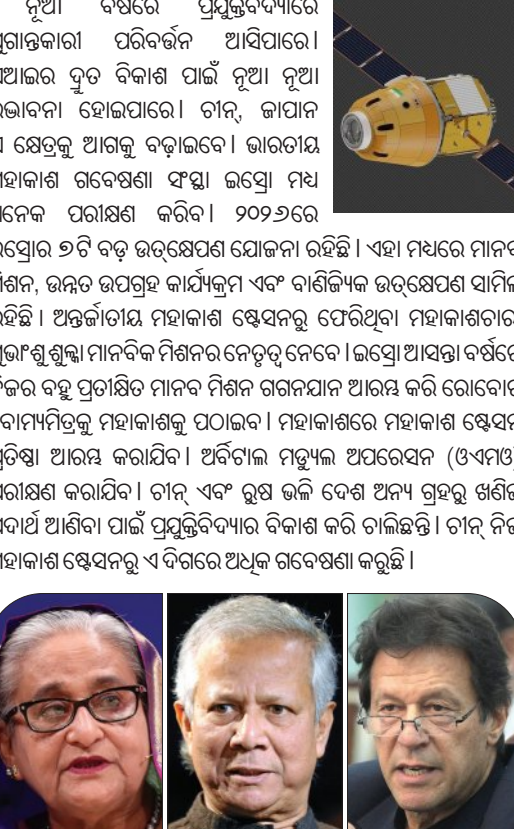 ନୂଆ ବର୍ଷରେ ପ୍ରଯୁକ୍ତିବିଦ୍ୟାରେ
ଯୁଗାନ୍ତକାରୀ ପରିବର୍ତ୍ତନ ଆସିପାରେ।
ଏଆଇର ଦ୍ରୁତ ବିକାଶ ପାଇଁ ନୂଆ ନୂଆ
ସମ୍ଭାବନା ହୋଇପାରେ। ଚୀନ୍, ଜାପାନ
ଏ କ୍ଷେତ୍ରକୁ ଆଗକୁ ବଢ଼ାଇବେ। ଭାରତୀୟ
ମହାକାଶ ଗବେଷଣା ସଂସ୍ଥା ଇସ୍ରୋ ମଧ୍ୟ
ଅନେକ ପରୀକ୍ଷଣ କରିବ। ୨୦୨୬ରେ
ଇସ୍ରୋର ୭ଟି ବଡ଼ ଉତ୍‌କ୍ଷେପଣ ଯୋଜନା ରହିଛି। ଏହା ମଧ୍ୟରେ ମାନବ
ମିଶନ, ଉନ୍ନତ ଉପଗ୍ରହ କାର୍ଯ୍ୟକ୍ରମ ଏବଂ ବାଣିଜ୍ୟିକ ଉତ୍‌କ୍ଷେପଣ ସାମିଲ
ରହିଛି। ଅନ୍ତର୍ଜାତୀୟ ମହାକାଶ ଷ୍ଟେସନରୁ ଫେରିଥିବା ମହାକାଶଚାରୀ
ଶୁଭାଂଶୁ ଶୁକ୍ଳା ମାନବିକ ମିଶନର ନେତୃତ୍ୱ ନେବେ। ଇସ୍ରୋ ଆସନ୍ତା ବର୍ଷରେ
ନିଜର ବହୁ ପ୍ରତୀକ୍ଷିତ ମାନବ ମିଶନ ଗଗନଯାନ ଆରମ୍ଭ କରି ରୋବୋଟ
ବ୍ୟୋମମିତ୍ରକୁ ମହାକାଶକୁ ପଠାଇବ। ମହାକାଶରେ ମହାକାଶ ଷ୍ଟେସନ
ପ୍ରତିଷ୍ଠା ଆରମ୍ଭ କରାଯିବ। ଅର୍ବିଟାଲ ମଡ୍ୟୁଲ ଅପରେସନ (ଓଏମଓ)
ପରୀକ୍ଷଣ କରାଯିବ। ଚୀନ୍ ଏବଂ ରୁଷ ଭଳି ଦେଶ ଅନ୍ୟ ଗ୍ରହରୁ ଖଣିଜ
ପଦାର୍ଥ ଆଣିବା ପାଇଁ ପ୍ରଯୁକ୍ତିବିଦ୍ୟାର ବିକାଶ କରି ଚାଲିଛନ୍ତି। ଚୀନ୍ ନିଜ
ମହାକାଶ ଷ୍ଟେସନରୁ ଏ ଦିଗରେ ଅଧିକ ଗବେଷଣା କରୁଛି।